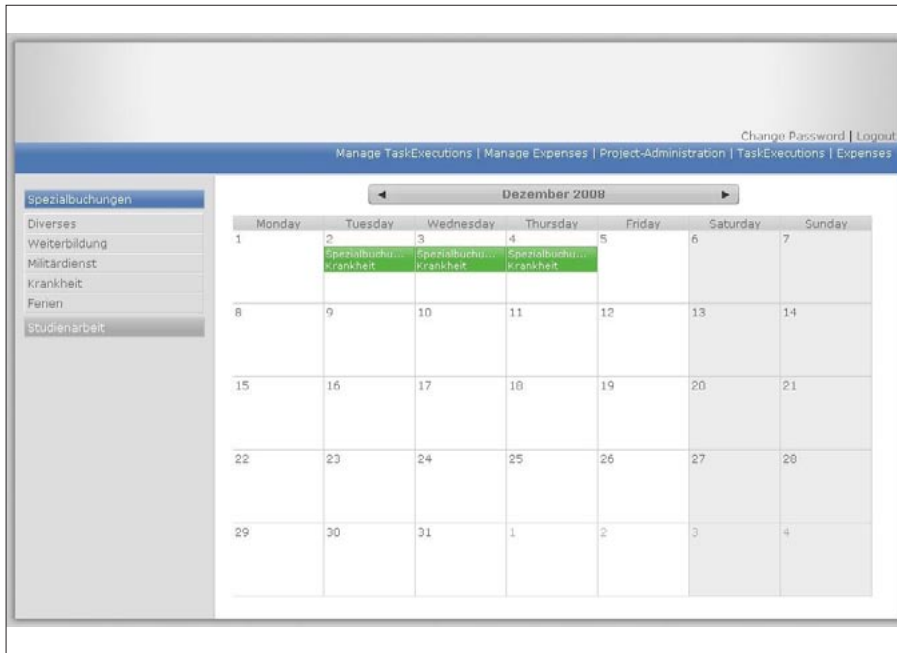 Change Password | Logout
Manage TaskExecutions | Manage Expenses | Project-Administration | TaskExecutions | Expenses
Spezialbuchungen
Diverses
Weiterbildung
Militärdienst
Krankheit
Ferien
Studienarbeit
◄ Dezember 2008 ►
Monday Tuesday Wednesday Thursday Friday Saturday Sunday
1 2 3 4 5 6 7
Spezialbuchu... Spezialbuchu... Spezialbuchu...
Krankheit Krankheit Krankheit
8 9 10 11 12 13 14
15 16 17 18 19 20 21
22 23 24 25 26 27 28
29 30 31 1 2 3 4